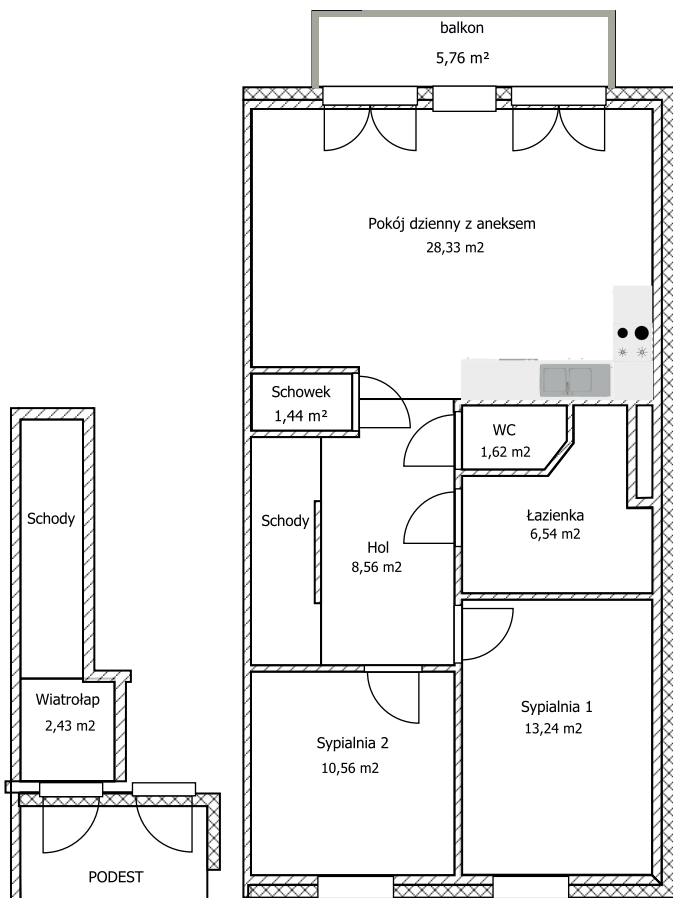 balkon
5,76 m²
Pokój dzienny z aneksem
28,33 m2
Schowek
1,44 m²
WC
1,62 m2
Schody
Schody
Łazienka
6,54 m2
Hol
8,56 m2
Wiatrołap
2,43 m2
Sypialnia 1
13,24 m2
Sypialnia 2
10,56 m2
PODEST